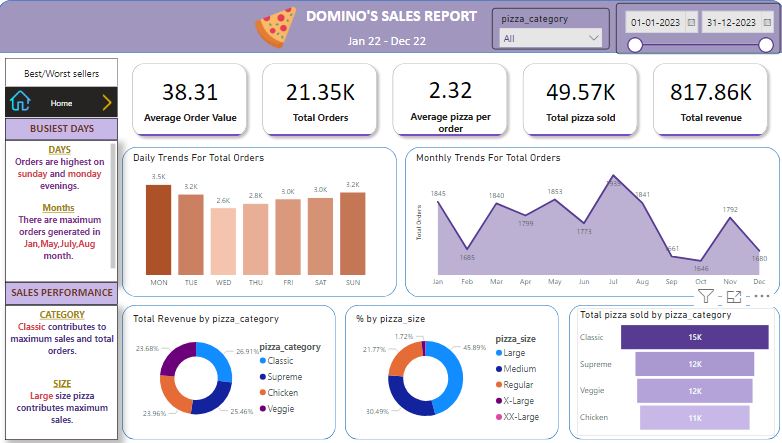 DOMINO'S SALES REPORT
Jan 22 - Dec 22
pizza_category
All
01-01-2023
31-12-2023
Best/Worst sellers
Home
BUSIEST DAYS
DAYS
Orders are highest on
sunday and monday
evenings.
Months
There are maximum
orders generated in
Jan,May,July,Aug
month.
SALES PERFORMANCE
CATEGORY
Classic contributes to
maximum sales and total
orders.
SIZE
Large size pizza
contributes maximum
sales.
38.31
Average Order Value
21.35K
Total Orders
2.32
Average pizza per
order
49.57K
Total pizza sold
817.86K
Total revenue
Daily Trends For Total Orders
3.5K
3.2K
2.6K
2.8K
3.0K
3.0K
3.2K
MON TUE WED THU FRI SAT SUN
Monthly Trends For Total Orders
Total Orders
1845
1685
1840
1799
1853
1773
1841
1646
1792
1680
Jan Feb Mar Apr May Jun Jul Aug Sep Oct Nov Dec
Total Revenue by pizza_category
23.68%
26.91%
23.96%
25.46%
pizza_category
Classic
Supreme
Chicken
Veggie
% by pizza_size
1.72%
21.77%
45.89%
30.49%
pizza_size
Large
Medium
Regular
X-Large
XX-Large
Total pizza sold by pizza_category
Classic 15K
Supreme 12K
Veggie 12K
Chicken 11K